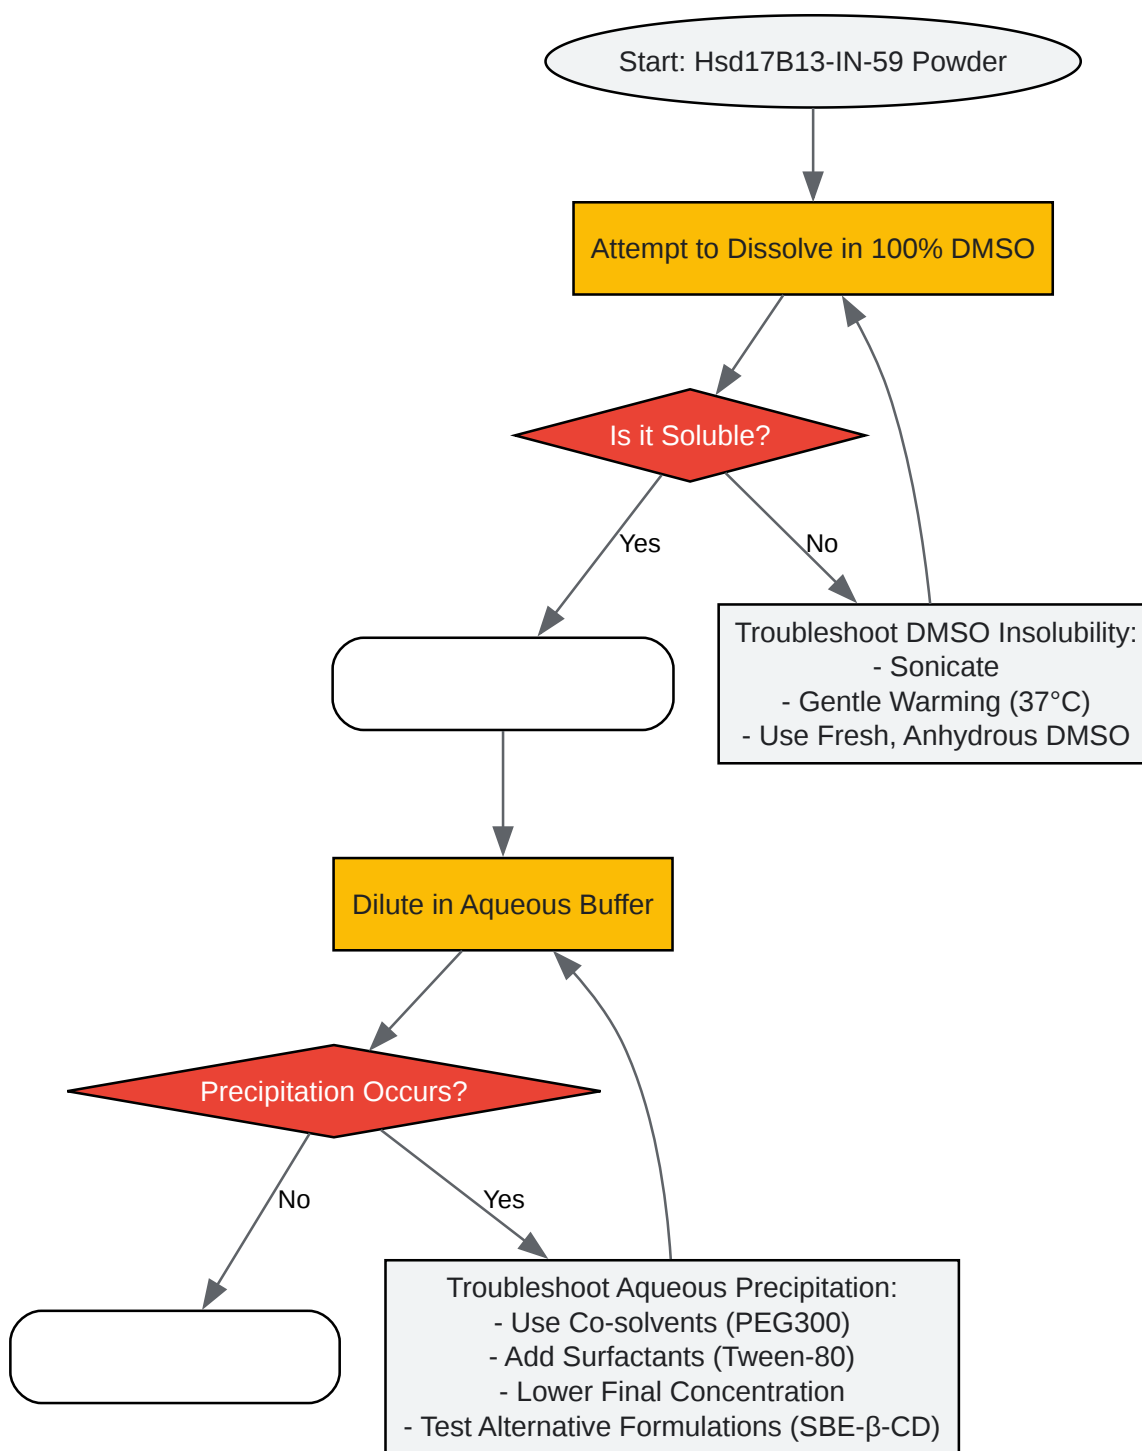 Start: Hsd17B13-IN-59 Powder
Attempt to Dissolve in 100% DMSO
Is it Soluble?
Yes
No
Troubleshoot DMSO Insolubility:
- Sonicate
- Gentle Warming (37°C)
- Use Fresh, Anhydrous DMSO
Dilute in Aqueous Buffer
Precipitation Occurs?
No
Yes
Troubleshoot Aqueous Precipitation:
- Use Co-solvents (PEG300)
- Add Surfactants (Tween-80)
- Lower Final Concentration
- Test Alternative Formulations (SBE-β-CD)